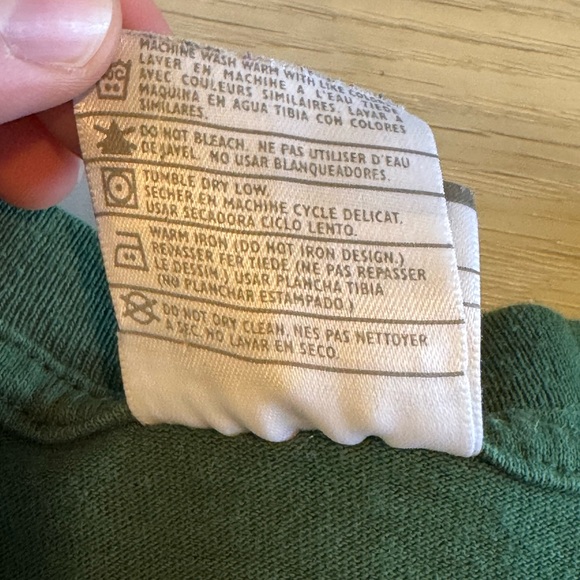 MACHINE WASH WARM WITH LIKE COLORS.
LAVER EN MACHINE A L'EAU TIEDE
AVEC COULEURS SIMILAIRES. LAVAR A
MAQUINA EN AGUA TIBIA CON COLORES
SIMILARES.
DO NOT BLEACH. NE PAS UTILISER D'EAU
DE JAVEL. NO USAR BLANQUEADORES.
TUMBLE DRY LOW.
SECHER EN MACHINE CYCLE DELICAT.
USAR SECADORA CICLO LENTO.
WARM IRON (DO NOT IRON DESIGN.)
REPASSER FER TIEDE (NE PAS REPASSER
LE DESSIN.) USAR PLANCHA TIBIA
(NO PLANCHAR ESTAMPADO.)
DO NOT DRY CLEAN. NES PAS NETTOYER
A SEC. NO LAVAR EN SECO.